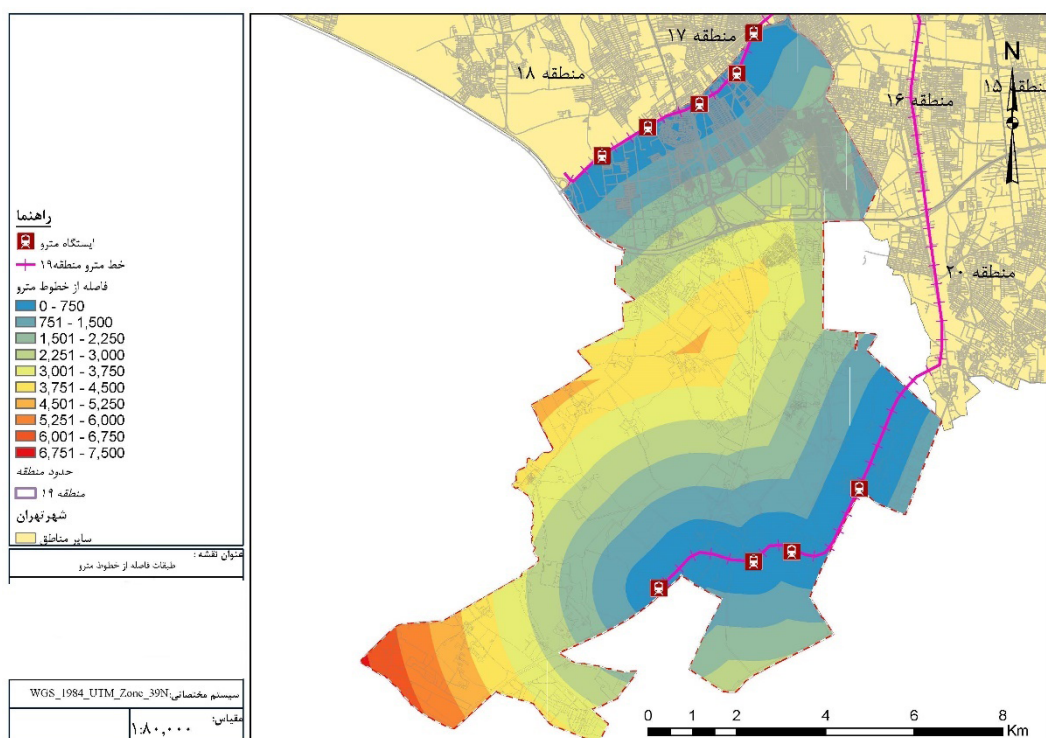 راهنما
ایستگاه مترو
خط مترو منطقه۱۹
فاصله از خطوط مترو
0 - 750
751 - 1,500
1,501 - 2,250
2,251 - 3,000
3,001 - 3,750
3,751 - 4,500
4,501 - 5,250
5,251 - 6,000
6,001 - 6,750
6,751 - 7,500
حدود منطقه
منطقه ۱۹
شهر تهران
سایر مناطق
عنوان نقشه :
طبقات فاصله از خطوط مترو
سیستم مختصاتی: WGS_1984_UTM_Zone_39N
مقیاس:
۱:۸۰,۰۰۰
منطقه ۱۷
منطقه ۱۸
منطقه ۱۵
منطقه ۱۶
منطقه ۲۰
N
0 1 2 4 6 8
Km